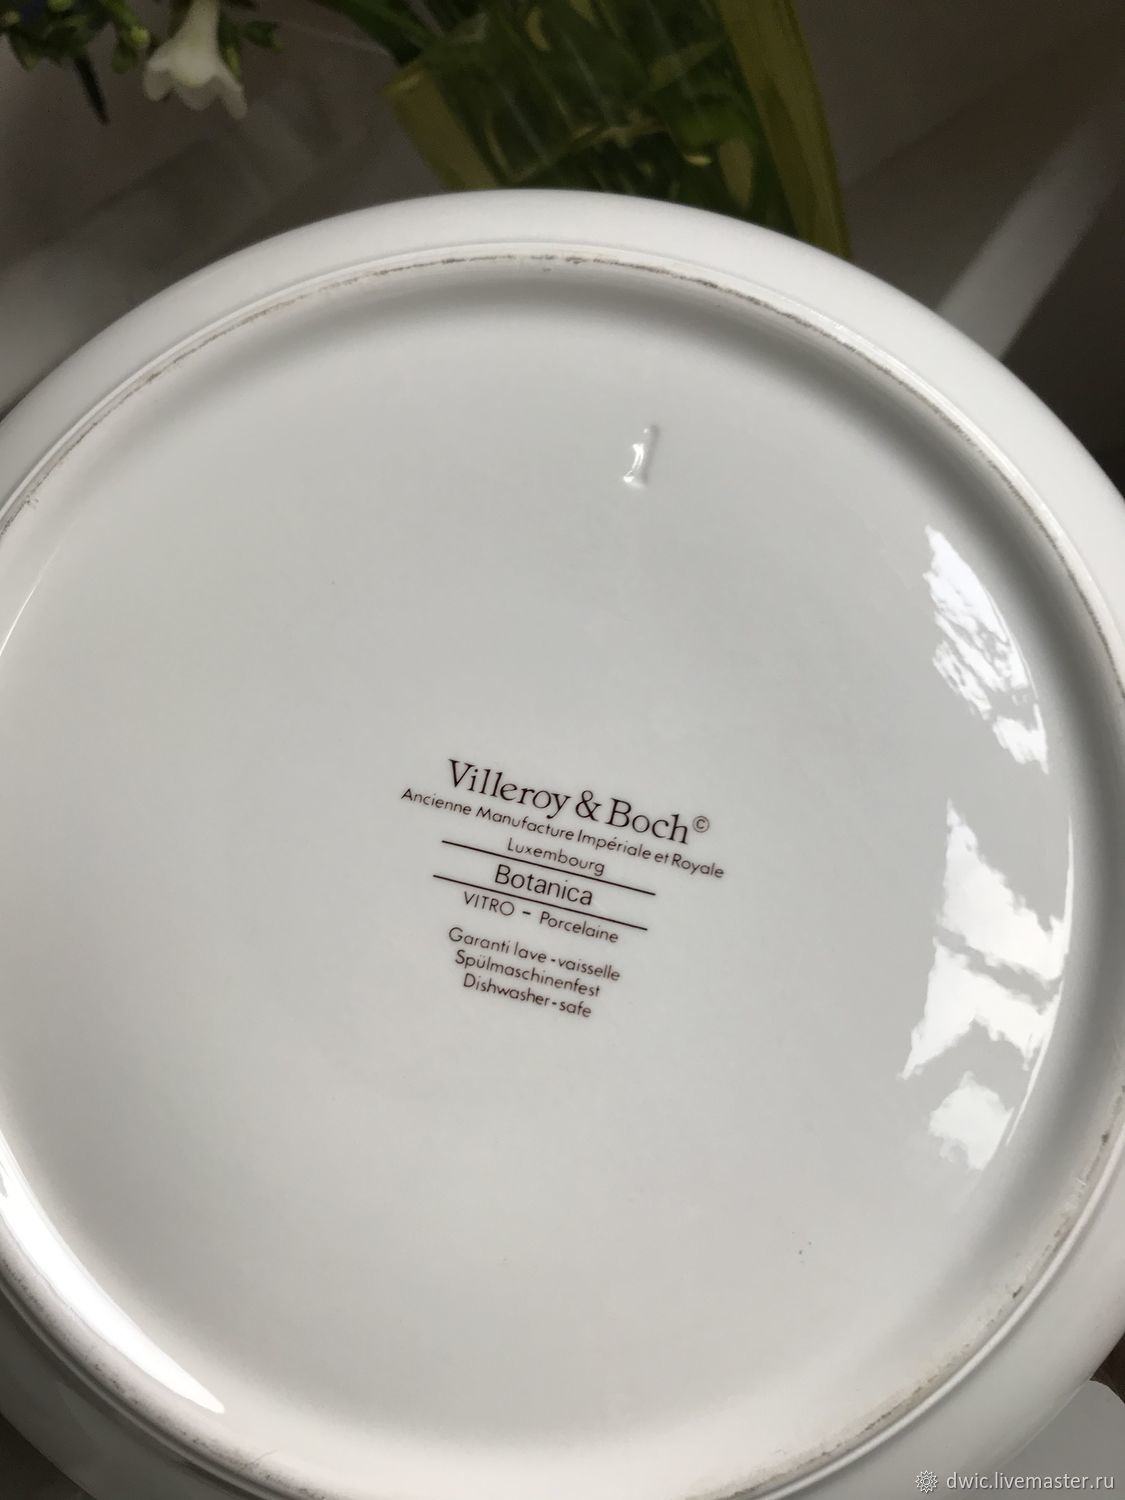 Villeroy & Boch©
Ancienne Manufacture Impériale et Royale
Luxembourg
Botanica
VITRO - Porcelaine
Garanti lave-vaisselle
Spülmaschinenfest
Dishwasher-safe
dwic.livemaster.ru